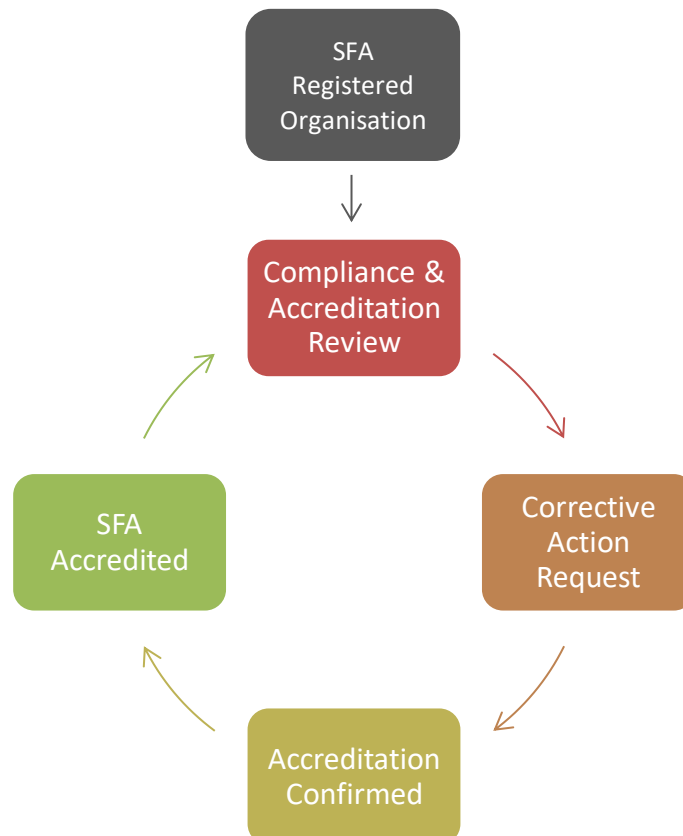 SFA
Registered
Organisation
Compliance &
Accreditation
Review
Corrective
Action
Request
Accreditation
Confirmed
SFA
Accredited